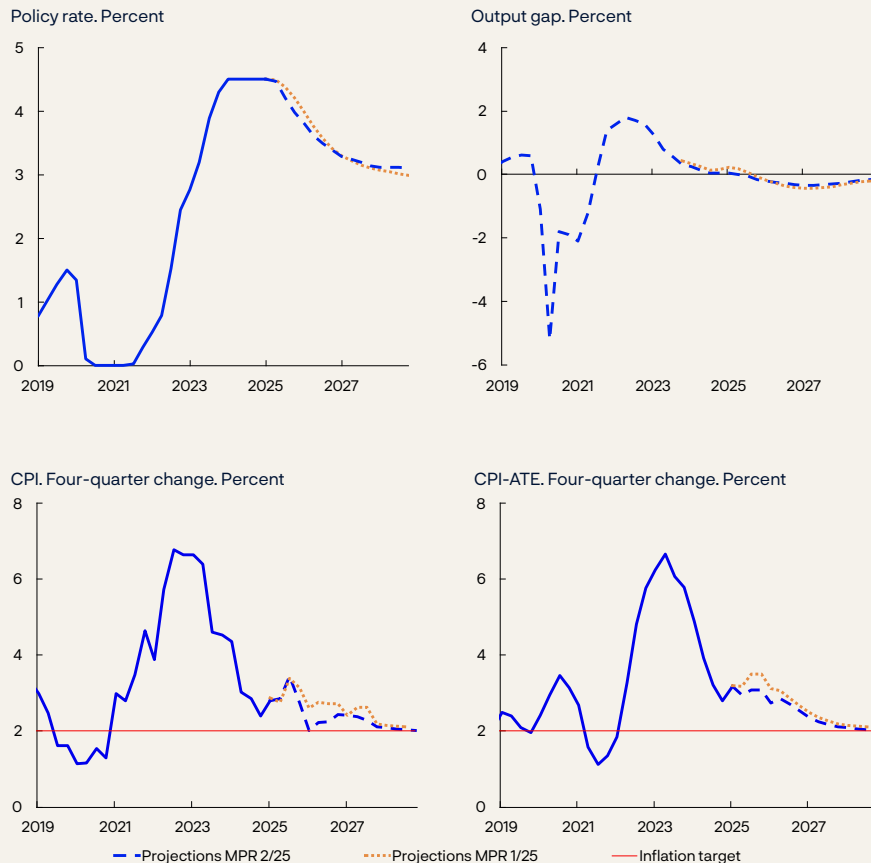 Policy rate. Percent
5
4
3
2
1
0
2019 2021 2023 2025 2027
Output gap. Percent
4
2
0
-2
-4
-6
2019 2021 2023 2025 2027
CPI. Four-quarter change. Percent
8
6
4
2
0
2019 2021 2023 2025 2027
CPI-ATE. Four-quarter change. Percent
8
6
4
2
0
2019 2021 2023 2025 2027
Projections MPR 2/25 Projections MPR 1/25 Inflation target